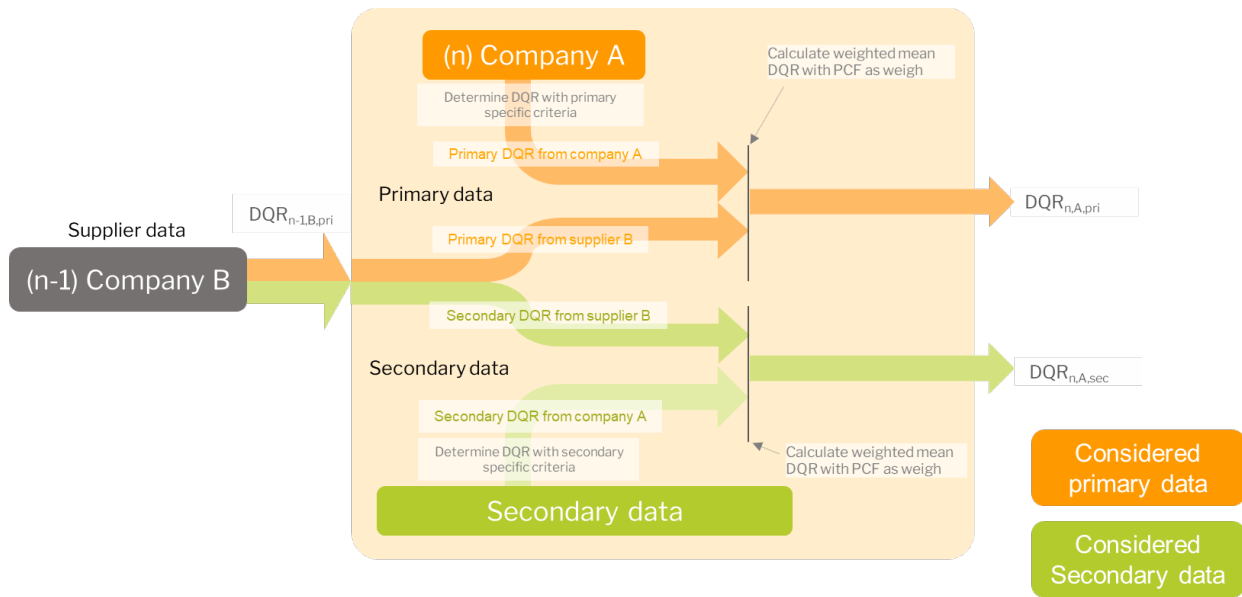 (n) Company A
Calculate weighted mean
DQR with PCF as weigh
Determine DQR with primary
specific criteria
Primary DQR from company A
Primary data
DQRn-1,B,pri
DQRn,A,pri
Supplier data
Primary DQR from supplier B
(n-1) Company B
Secondary DQR from supplier B
Secondary data
DQRn,A,sec
Secondary DQR from company A
Determine DQR with secondary
specific criteria
Calculate weighted mean
DQR with PCF as weigh
Secondary data
Considered
primary data
Considered
Secondary data